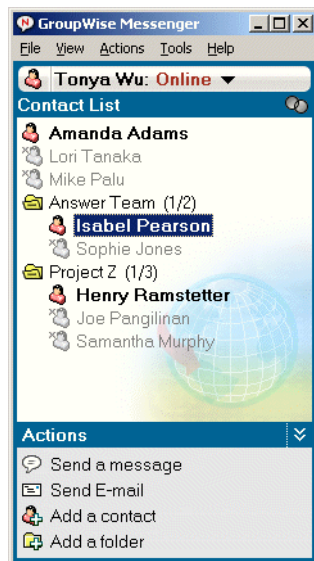 GroupWise Messenger
File View Actions Tools Help
Tonya Wu: Online
Contact List
Amanda Adams
Lori Tanaka
Mike Palu
Answer Team (1/2)
Isabel Pearson
Sophie Jones
Project Z (1/3)
Henry Ramstetter
Joe Pangilinan
Samantha Murphy
Actions
Send a message
Send E-mail
Add a contact
Add a folder